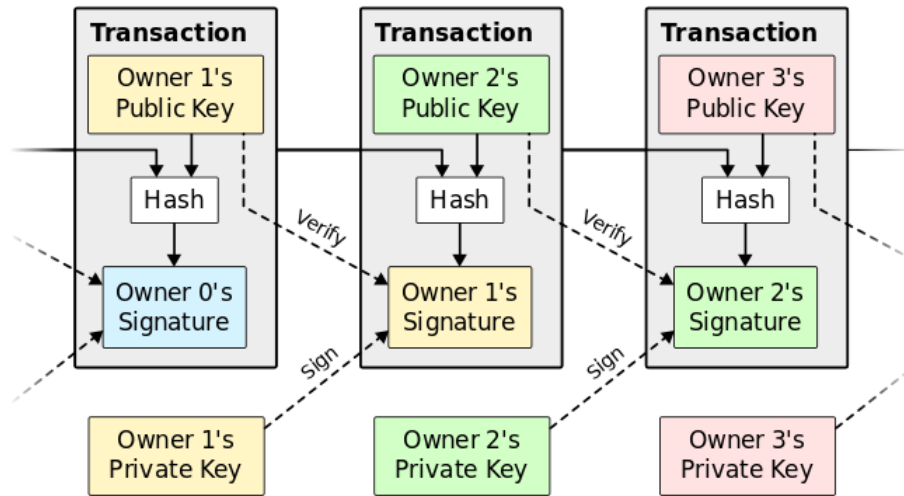 Transaction
Transaction
Transaction
Owner 1's
Public Key
Owner 2's
Public Key
Owner 3's
Public Key
Hash
Hash
Hash
Verify
Verify
Owner 0's
Signature
Owner 1's
Signature
Owner 2's
Signature
Sign
Sign
Owner 1's
Private Key
Owner 2's
Private Key
Owner 3's
Private Key